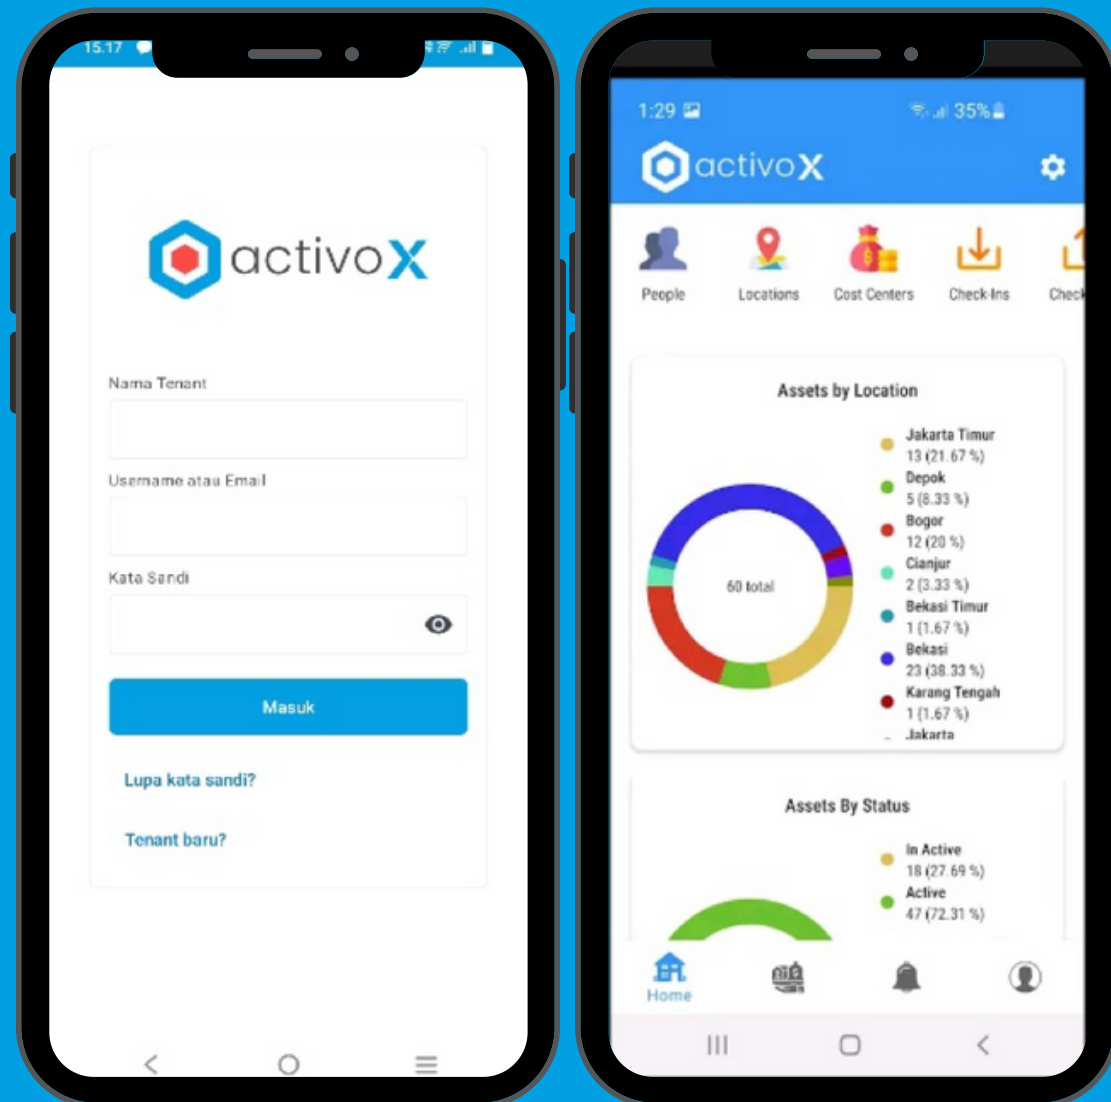 15.17
activoX
Nama Tenant
Username atau Email
Kata Sandi
Masuk
Lupa kata sandi?
Tenant baru?
1:29
35%
activoX
People
Locations
Cost Centers
Check-Ins
Check
Assets by Location
60 total
Jakarta Timur
13 (21.67 %)
Depok
5 (8.33 %)
Bogor
12 (20 %)
Cianjur
2 (3.33 %)
Bekasi Timur
1 (1.67 %)
Bekasi
23 (38.33 %)
Karang Tengah
1 (1.67 %)
Jakarta
Assets By Status
In Active
18 (27.69 %)
Active
47 (72.31 %)
Home